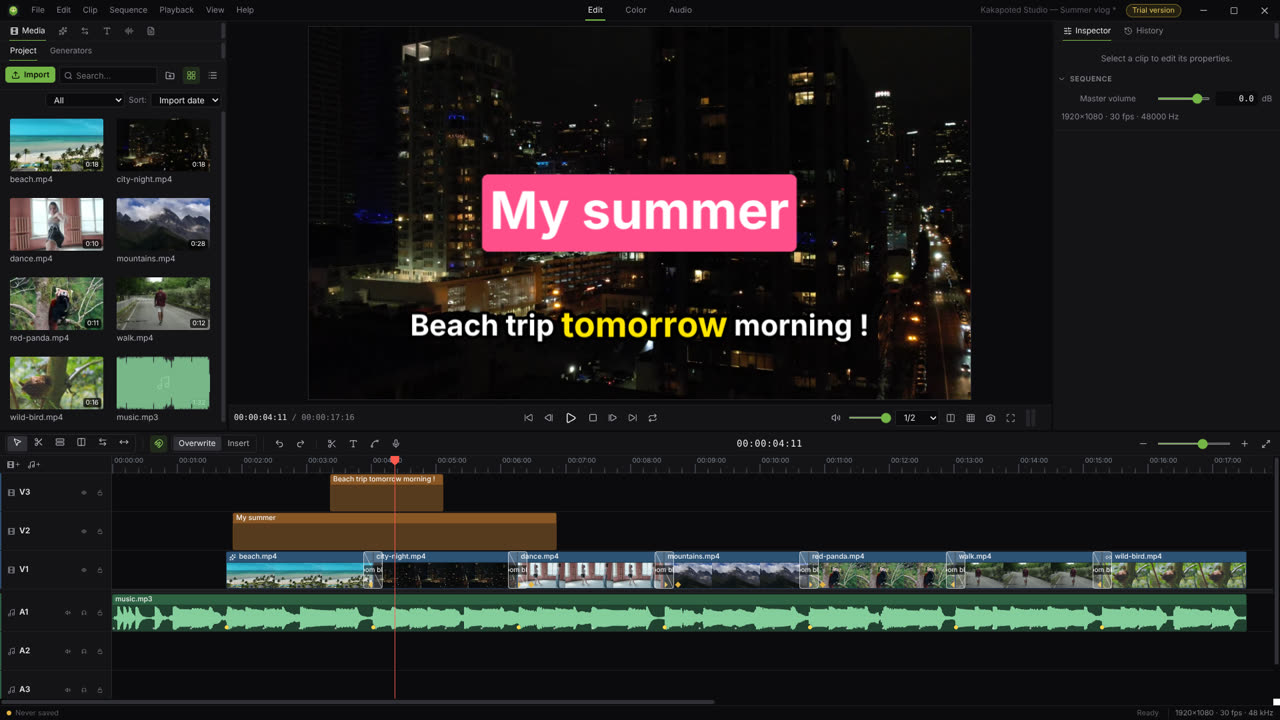 File Edit Clip Sequence Playback View Help
Edit Color Audio
Kakapoted Studio — Summer vlog *
Trial version
Media
Project Generators
Import
Search...
All
Sort: Import date
0:18
beach.mp4
0:18
city-night.mp4
0:10
dance.mp4
0:28
mountains.mp4
0:11
red-panda.mp4
0:12
walk.mp4
0:16
wild-bird.mp4
music.mp3
My summer
Beach trip tomorrow morning !
00:00:04:11 / 00:00:17:16
1/2
Inspector History
Select a clip to edit its properties.
SEQUENCE
Master volume 0.0 dB
1920×1080 · 30 fps · 48000 Hz
Overwrite Insert
00:00:04:11
00:00:00 00:01:00 00:02:00 00:03:00 00:05:00 00:06:00 00:07:00 00:08:00 00:09:00 00:10:00 00:11:00 00:12:00 00:13:00 00:14:00 00:15:00 00:16:00 00:17:00
V3
Beach trip tomorrow morning !
V2
My summer
V1
beach.mp4 city-night.mp4 dance.mp4 mountains.mp4 red-panda.mp4 walk.mp4 wild-bird.mp4
A1
music.mp3
A2
A3
Never saved
Ready
1920×1080 · 30 fps · 48 kHz